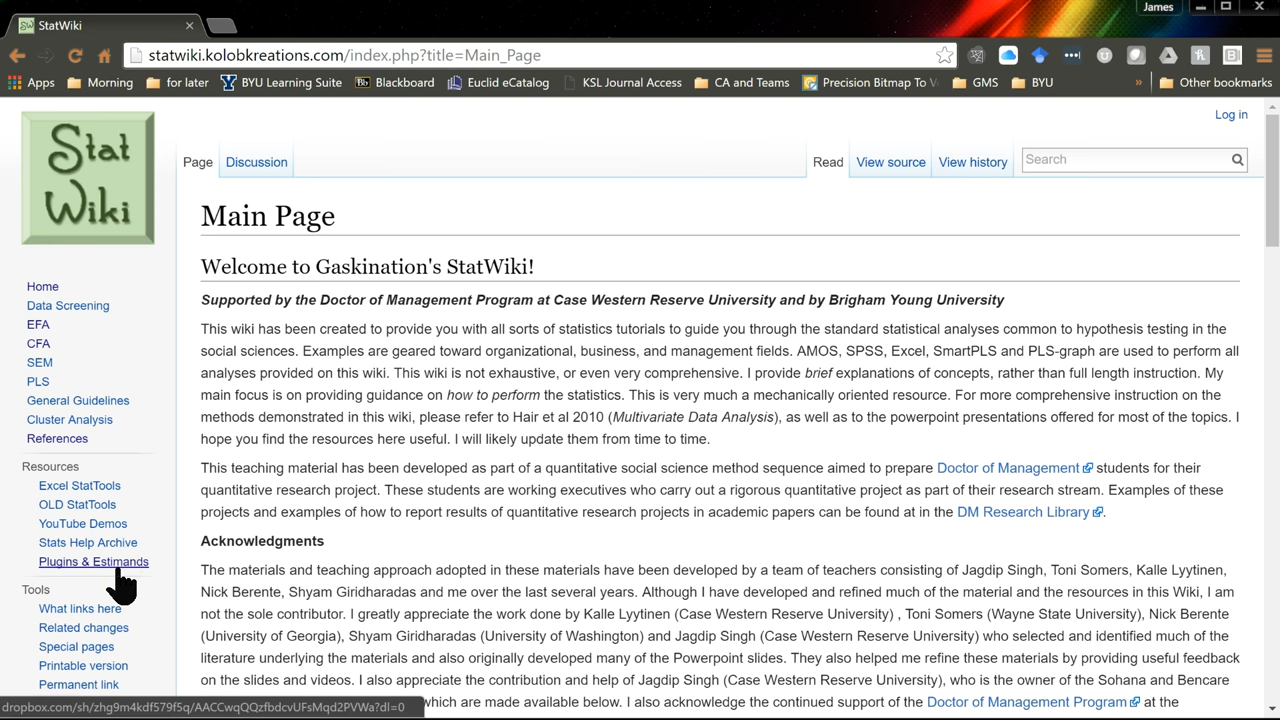 James
StatWiki
statwiki.kolobkreations.com/index.php?title=Main_Page
Apps Morning for later BYU Learning Suite Bb Blackboard Euclid eCatalog KSL Journal Access CA and Teams Precision Bitmap To V GMS BYU » Other bookmarks
Log in
Stat
Wiki
Page Discussion Read View source View history Search
Main Page
Welcome to Gaskination's StatWiki!
Supported by the Doctor of Management Program at Case Western Reserve University and by Brigham Young University
This wiki has been created to provide you with all sorts of statistics tutorials to guide you through the standard statistical analyses common to hypothesis testing in the
social sciences. Examples are geared toward organizational, business, and management fields. AMOS, SPSS, Excel, SmartPLS and PLS-graph are used to perform all
analyses provided on this wiki. This wiki is not exhaustive, or even very comprehensive. I provide brief explanations of concepts, rather than full length instruction. My
main focus is on providing guidance on how to perform the statistics. This is very much a mechanically oriented resource. For more comprehensive instruction on the
methods demonstrated in this wiki, please refer to Hair et al 2010 (Multivariate Data Analysis), as well as to the powerpoint presentations offered for most of the topics. I
hope you find the resources here useful. I will likely update them from time to time.
This teaching material has been developed as part of a quantitative social science method sequence aimed to prepare Doctor of Management students for their
quantitative research project. These students are working executives who carry out a rigorous quantitative project as part of their research stream. Examples of these
projects and examples of how to report results of quantitative research projects in academic papers can be found at in the DM Research Library.
Acknowledgments
The materials and teaching approach adopted in these materials have been developed by a team of teachers consisting of Jagdip Singh, Toni Somers, Kalle Lyytinen,
Nick Berente, Shyam Giridharadas and me over the last several years. Although I have developed and refined much of the material and the resources in this Wiki, I am
not the sole contributor. I greatly appreciate the work done by Kalle Lyytinen (Case Western Reserve University) , Toni Somers (Wayne State University), Nick Berente
(University of Georgia), Shyam Giridharadas (University of Washington) and Jagdip Singh (Case Western Reserve University) who selected and identified much of the
literature underlying the materials and also originally developed many of the Powerpoint slides. They also helped me refine these materials by providing useful feedback
on the slides and videos. I also appreciate the contribution and help of Jagdip Singh (Case Western Reserve University), who is the owner of the Sohana and Bencare
which are made available below. I also acknowledge the continued support of the Doctor of Management Program at the
Home
Data Screening
EFA
CFA
SEM
PLS
General Guidelines
Cluster Analysis
References
Resources
Excel StatTools
OLD StatTools
YouTube Demos
Stats Help Archive
Plugins & Estimands
Tools
What links here
Related changes
Special pages
Printable version
Permanent link
dropbox.com/sh/zhg9m4kdf579f5q/AACCwqQQzfbdcvUFsMqd2PVWa?dl=0